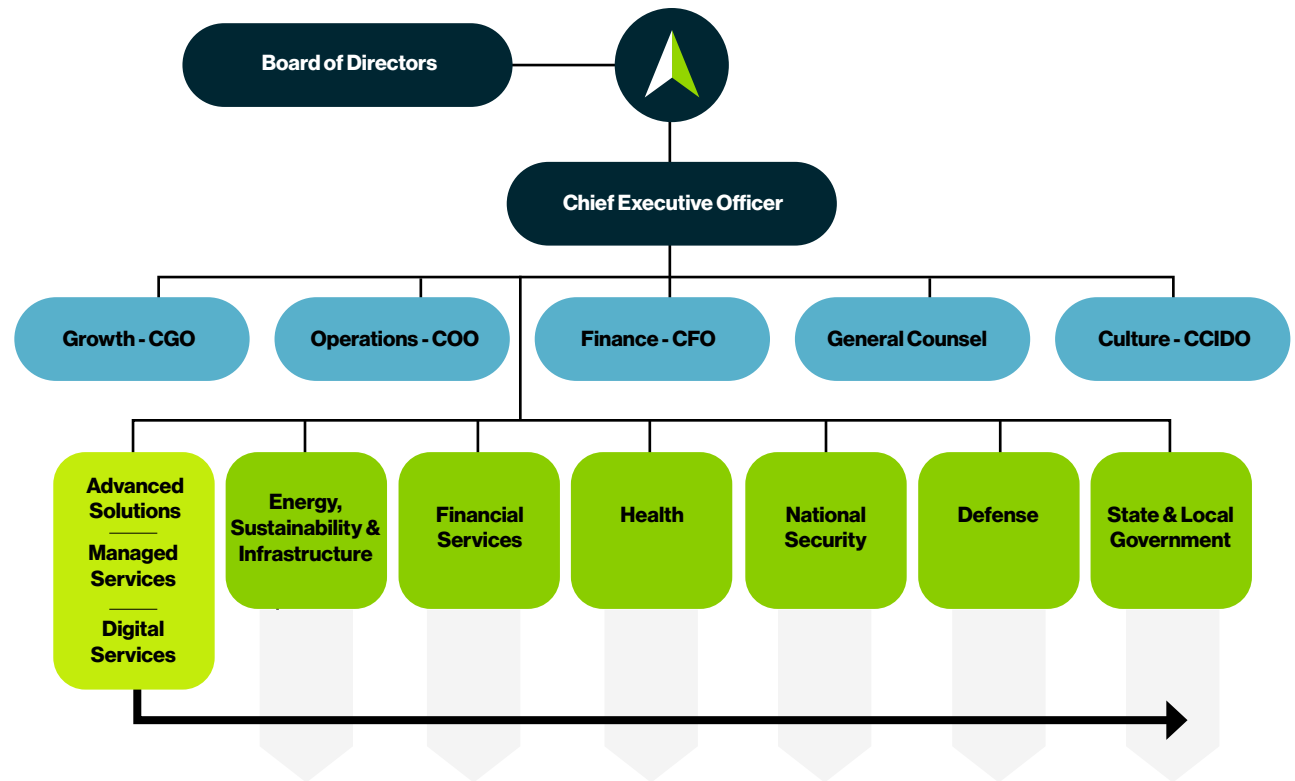 Board of Directors
Chief Executive Officer
Growth - CGO
Operations - COO
Finance - CFO
General Counsel
Culture - CCIDO
Advanced
Solutions
Managed
Services
Digital
Services
Energy,
Sustainability &
Infrastructure
Financial
Services
Health
National
Security
Defense
State & Local
Government